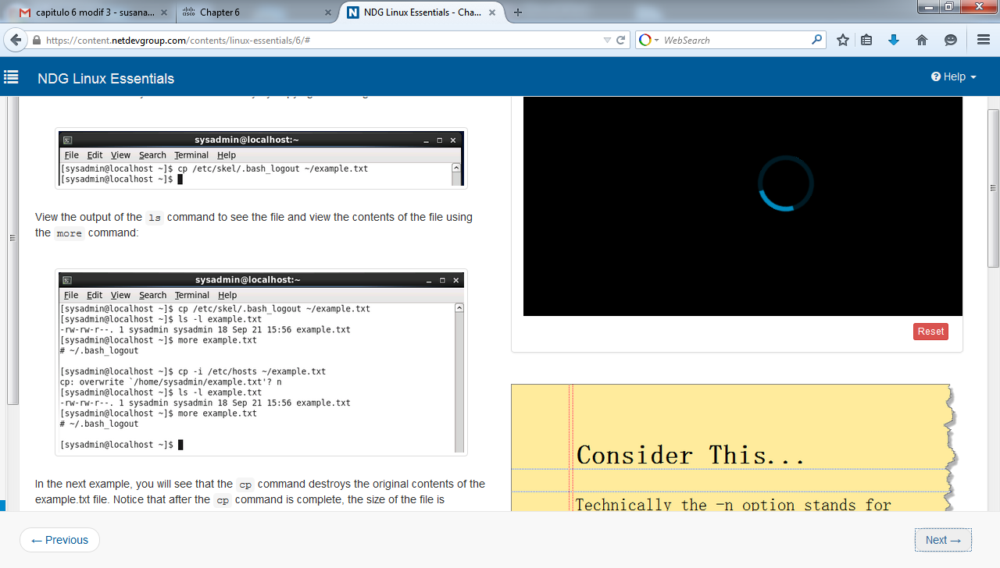 capitulo 6 modif 3 - susana...
Chapter 6
NDG Linux Essentials - Cha...
https://content.netdevgroup.com/contents/linux-essentials/6/#
WebSearch
NDG Linux Essentials
Help
sysadmin@localhost:~
File Edit View Search Terminal Help
[sysadmin@localhost ~]$ cp /etc/skel/.bash_logout ~/example.txt
[sysadmin@localhost ~]$
View the output of the ls command to see the file and view the contents of the file using
the more command:
sysadmin@localhost:~
File Edit View Search Terminal Help
[sysadmin@localhost ~]$ cp /etc/skel/.bash_logout ~/example.txt
[sysadmin@localhost ~]$ ls -l example.txt
-rw-rw-r--. 1 sysadmin sysadmin 18 Sep 21 15:56 example.txt
[sysadmin@localhost ~]$ more example.txt
# ~/.bash_logout
[sysadmin@localhost ~]$ cp -i /etc/hosts ~/example.txt
cp: overwrite `/home/sysadmin/example.txt'? n
[sysadmin@localhost ~]$ ls -l example.txt
-rw-rw-r--. 1 sysadmin sysadmin 18 Sep 21 15:56 example.txt
[sysadmin@localhost ~]$ more example.txt
# ~/.bash_logout
[sysadmin@localhost ~]$
In the next example, you will see that the cp command destroys the original contents of the
example.txt file. Notice that after the cp command is complete, the size of the file is
Reset
Consider This...
Technically the -n option stands for
← Previous
Next →